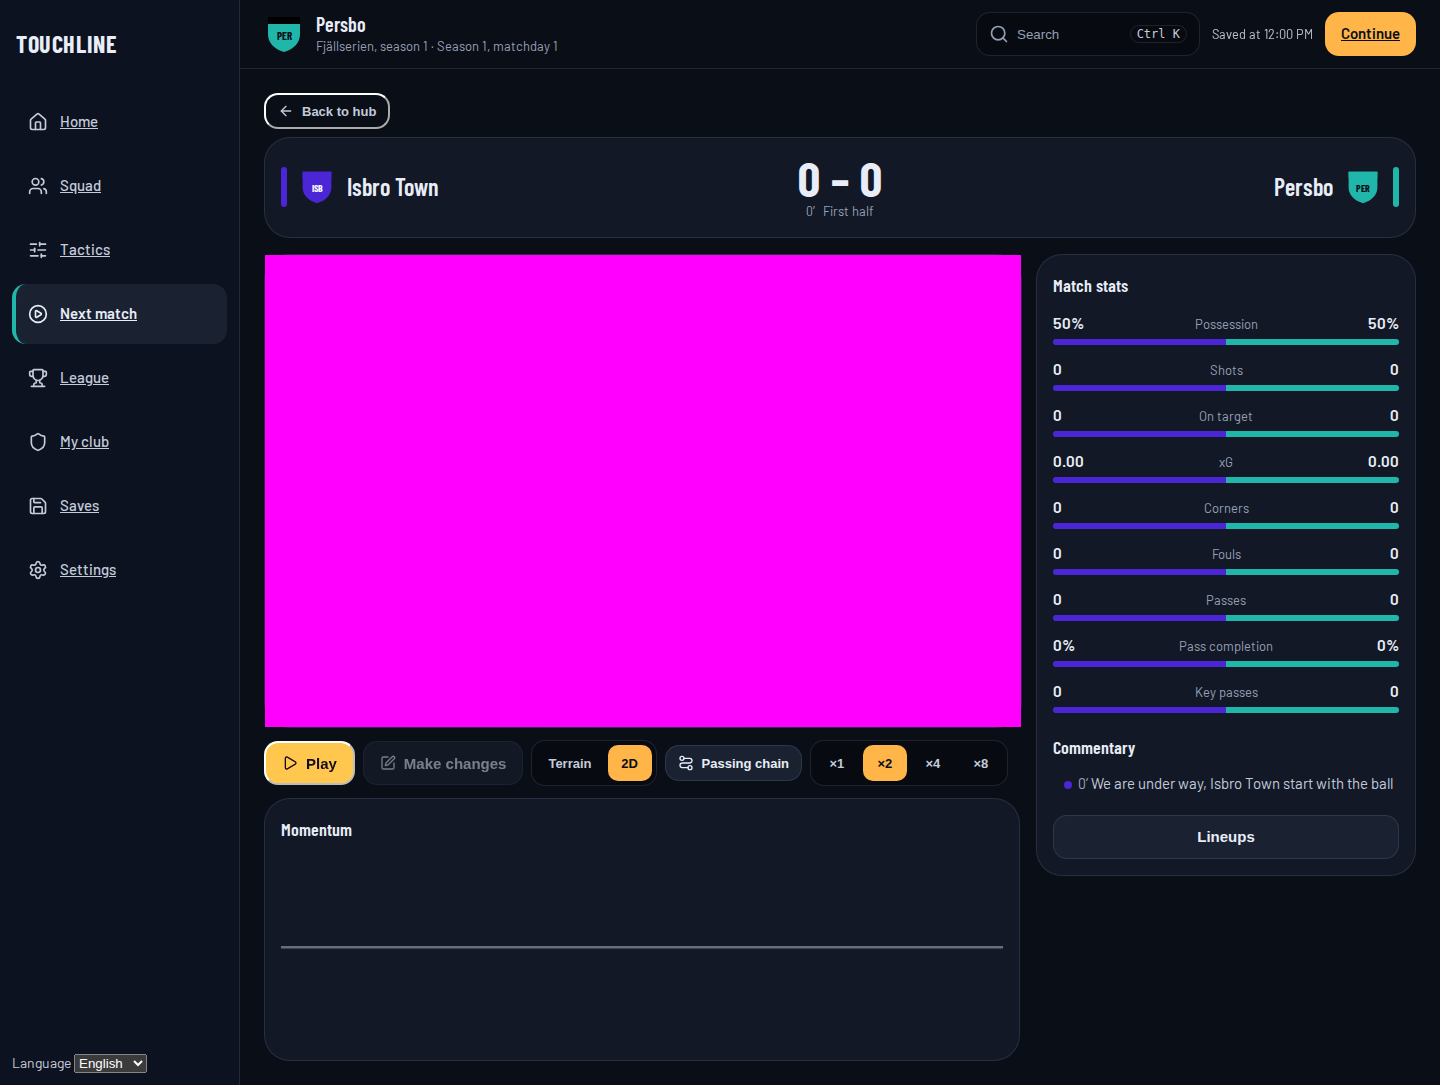 TOUCHLINE
Home
Squad
Tactics
Next match
League
My club
Saves
Settings
Language English
PER
Persbo
Fjällserien, season 1 · Season 1, matchday 1
Search Ctrl K
Saved at 12:00 PM
Continue
Back to hub
ISB Isbro Town
0 – 0
0′ First half
Persbo PER
Play
Make changes
Terrain 2D
Passing chain
×1 ×2 ×4 ×8
Momentum
Match stats
50% Possession 50%
0 Shots 0
0 On target 0
0.00 xG 0.00
0 Corners 0
0 Fouls 0
0 Passes 0
0% Pass completion 0%
0 Key passes 0
Commentary
0′ We are under way, Isbro Town start with the ball
Lineups